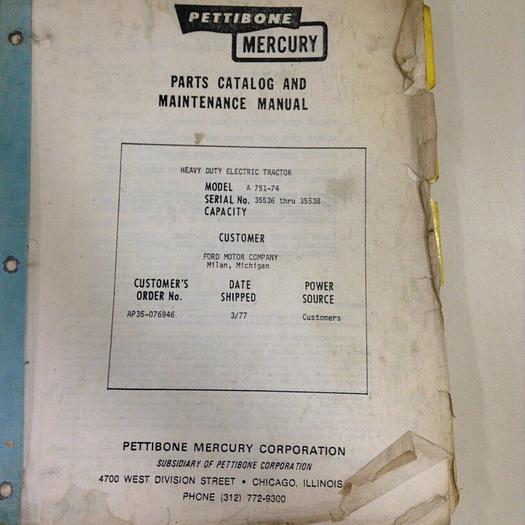 PETTIBONE
MERCURY
PARTS CATALOG AND
MAINTENANCE MANUAL
HEAVY DUTY ELECTRIC TRACTOR
MODEL A 751-74
SERIAL No. 35536 thru 35538
CAPACITY
CUSTOMER
FORD MOTOR COMPANY
Milan, Michigan
CUSTOMER'S DATE POWER
ORDER No. SHIPPED SOURCE
AP35-076946 3/77 Customers
PETTIBONE MERCURY CORPORATION
SUBSIDIARY OF PETTIBONE CORPORATION
4700 WEST DIVISION STREET • CHICAGO, ILLINOIS
PHONE (312) 772-9300